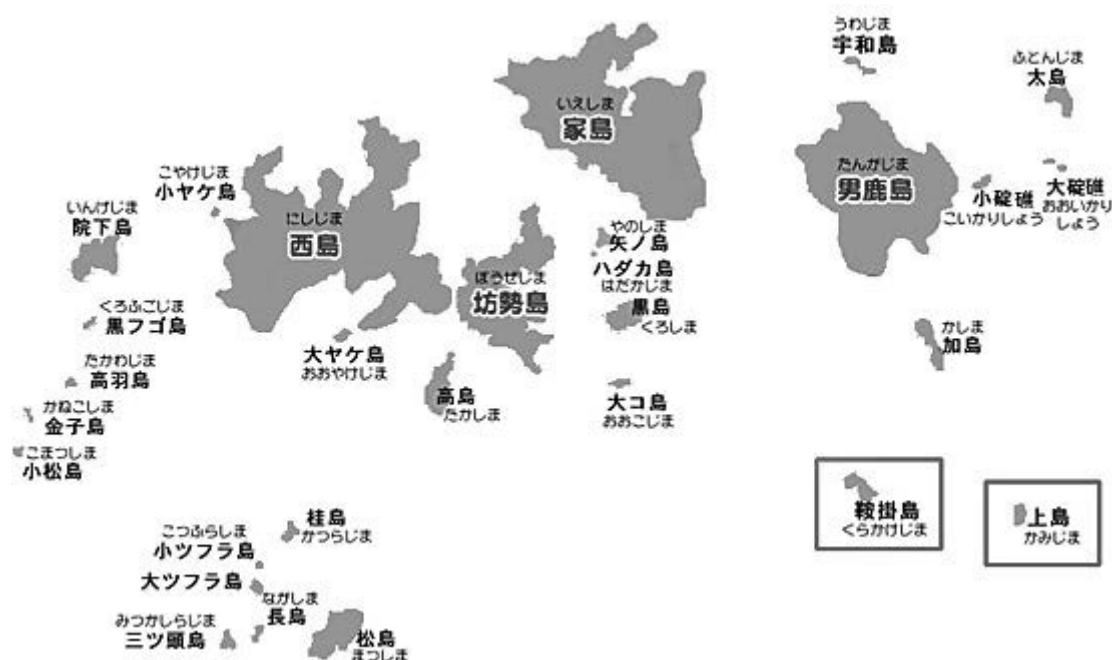 うわじま
宇和島
ふとんじま
太島
いえしま
家島
たんがじま
男鹿島
小碇礁
こいかりしょう
大碇礁
おおいかり
しょう
こやけじま
小ヤケ島
いんげじま
院下島
にしじま
西島
やのしま
矢ノ島
ハダカ島
はだかじま
ぼうぜじま
坊勢島
黒島
くろしま
くろふごじま
黒フゴ島
かしま
加島
大ヤケ島
おおやけじま
たかわじま
高羽島
高島
たかしま
大コ島
おおこじま
かねこしま
金子島
こまつしま
小松島
鞍掛島
くらかけじま
上島
かみじま
桂島
かつらじま
こつふらしま
小ツフラ島
大ツフラ島
ながしま
長島
みつかしらじま
三ツ頭島
松島
まつしま